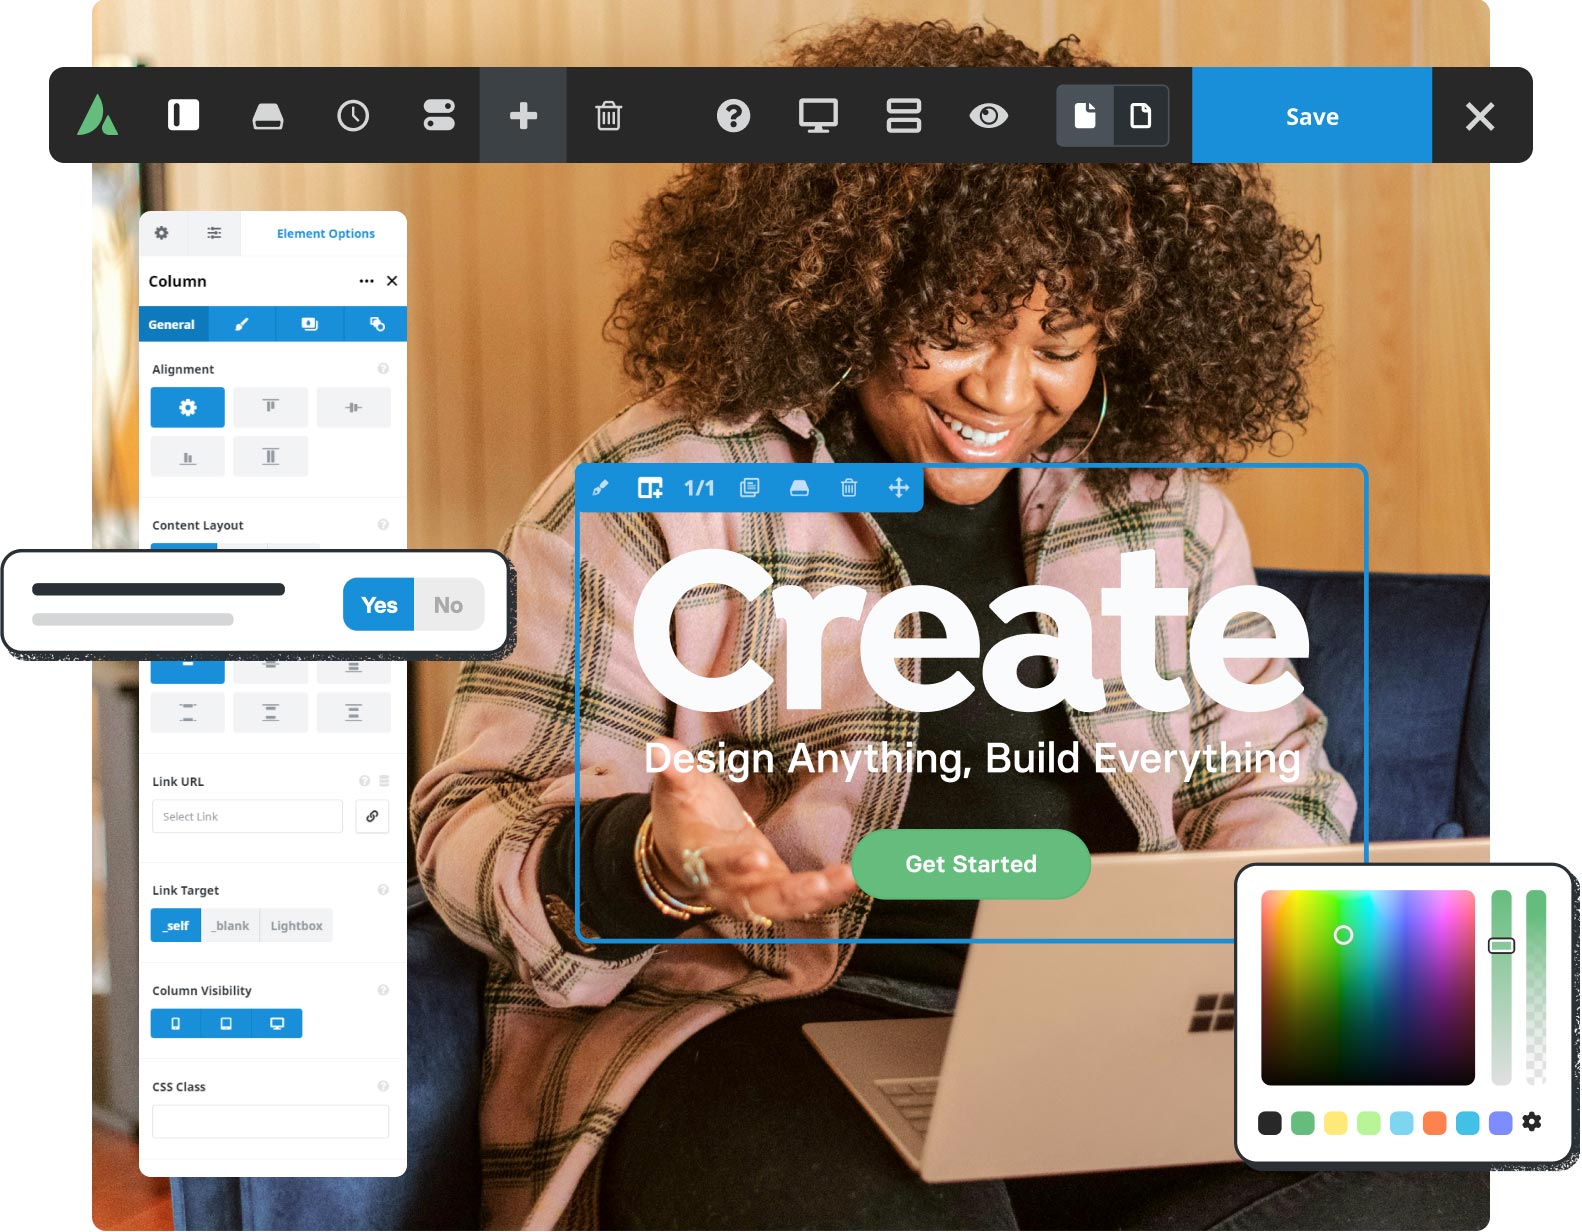 Save
Element Options
Column
General
Alignment
Content Layout
Yes No
Link URL
Select Link
Link Target
_self _blank Lightbox
Column Visibility
CSS Class
1/1
Create
Design Anything, Build Everything
Get Started